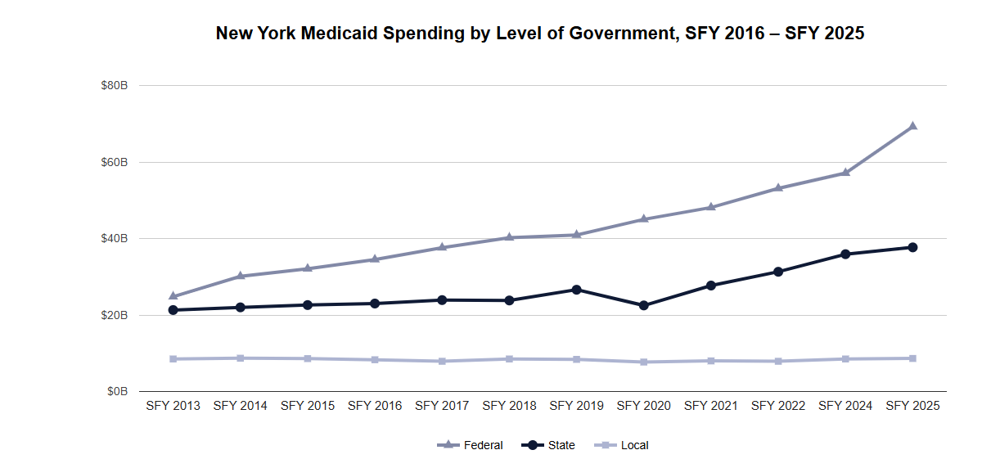 New York Medicaid Spending by Level of Government, SFY 2016 – SFY 2025
$80B
$60B
$40B
$20B
$0B
SFY 2013 SFY 2014 SFY 2015 SFY 2016 SFY 2017 SFY 2018 SFY 2019 SFY 2020 SFY 2021 SFY 2022 SFY 2024 SFY 2025
Federal State Local